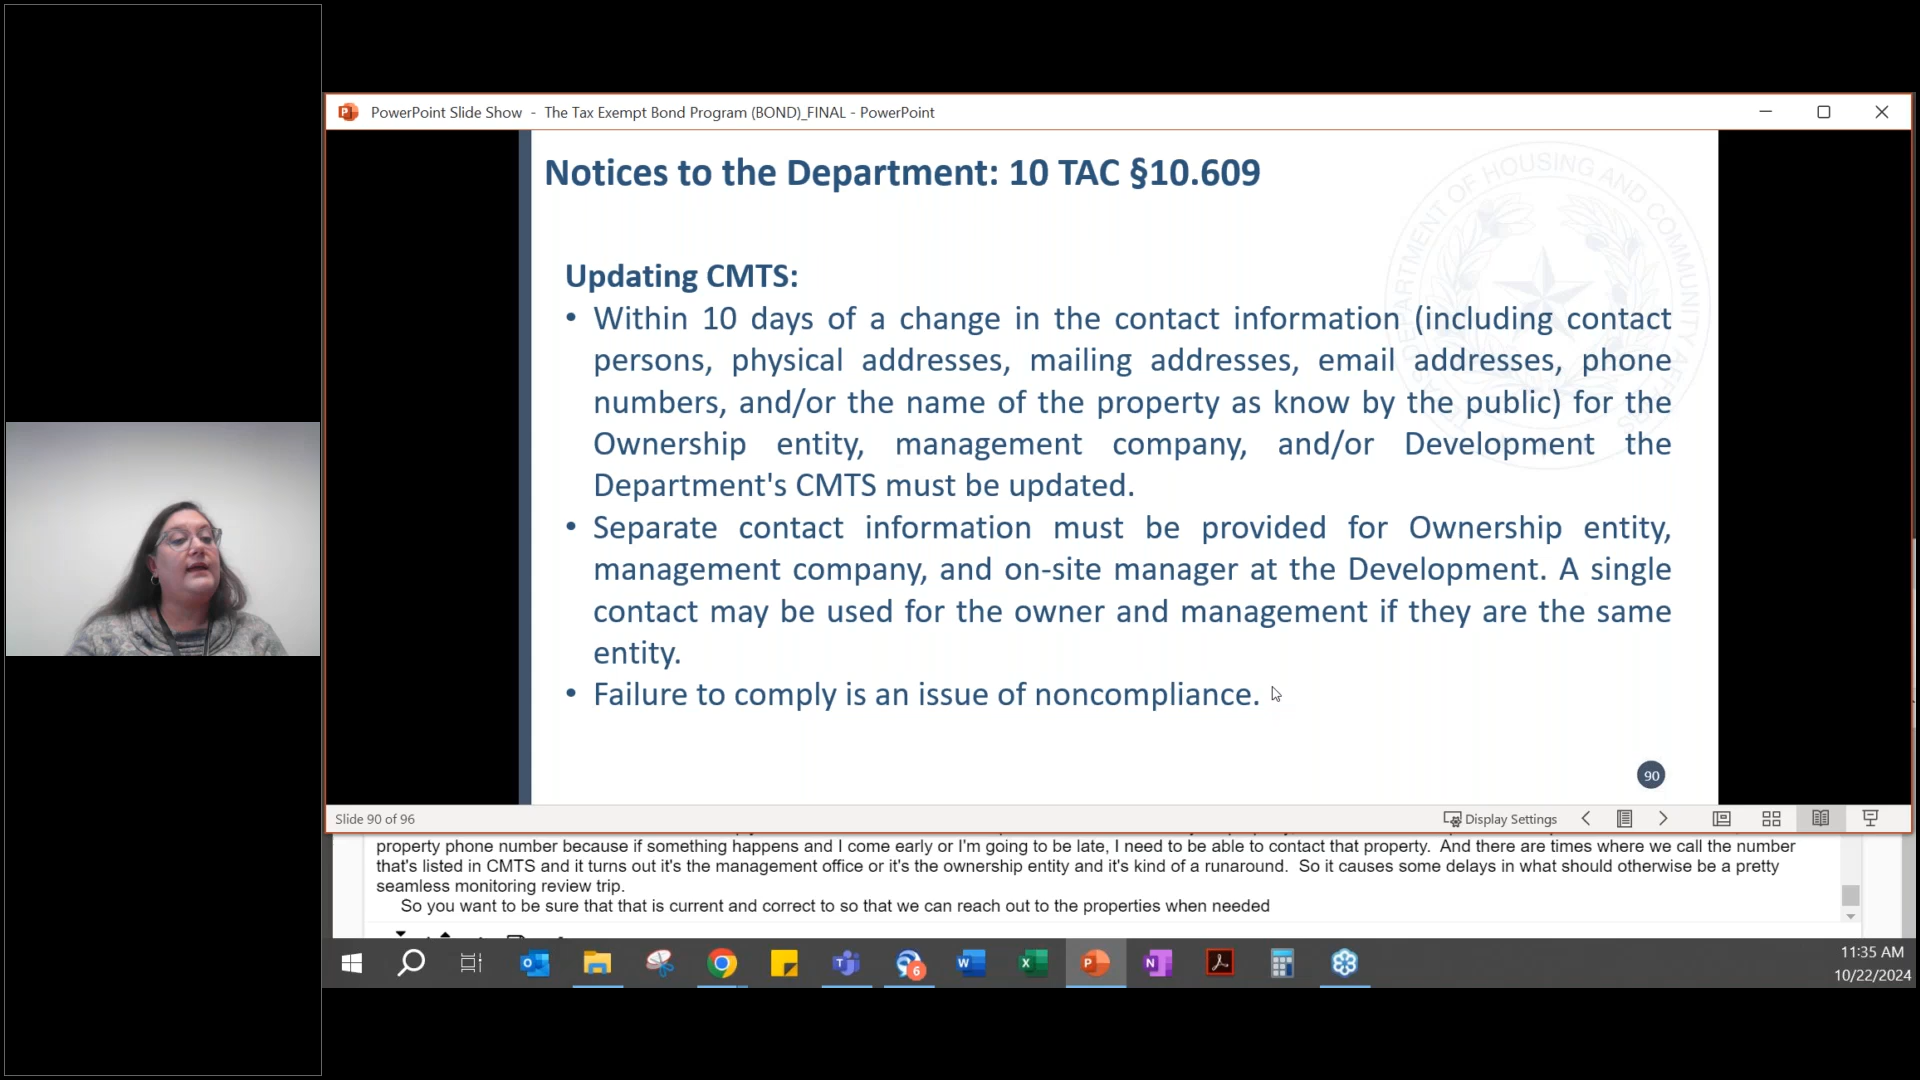 PowerPoint Slide Show - The Tax Exempt Bond Program (BOND)_FINAL - PowerPoint
Notices to the Department: 10 TAC §10.609
Updating CMTS:
• Within 10 days of a change in the contact information (including contact
persons, physical addresses, mailing addresses, email addresses, phone
numbers, and/or the name of the property as know by the public) for the
Ownership entity, management company, and/or Development the
Department's CMTS must be updated.
• Separate contact information must be provided for Ownership entity,
management company, and on-site manager at the Development. A single
contact may be used for the owner and management if they are the same
entity.
• Failure to comply is an issue of noncompliance.
90
Slide 90 of 96
Display Settings
property phone number because if something happens and I come early or I'm going to be late, I need to be able to contact that property. And there are times where we call the number
that's listed in CMTS and it turns out it's the management office or it's the ownership entity and it's kind of a runaround. So it causes some delays in what should otherwise be a pretty
seamless monitoring review trip.
So you want to be sure that that is current and correct to so that we can reach out to the properties when needed
6
11:35 AM
10/22/2024